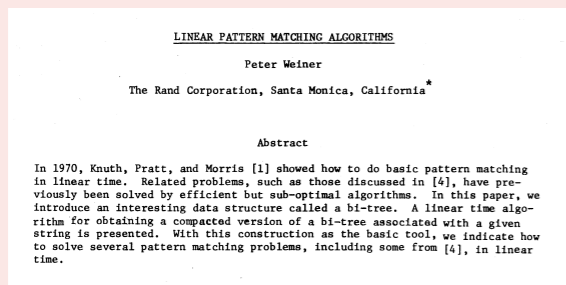 LINEAR PATTERN MATCHING ALGORITHMS
Peter Weiner
The Rand Corporation, Santa Monica, California*
Abstract
In 1970, Knuth, Pratt, and Morris [1] showed how to do basic pattern matching
in linear time. Related problems, such as those discussed in [4], have pre-
viously been solved by efficient but sub-optimal algorithms. In this paper, we
introduce an interesting data structure called a bi-tree. A linear time algo-
rithm for obtaining a compacted version of a bi-tree associated with a given
string is presented. With this construction as the basic tool, we indicate how
to solve several pattern matching problems, including some from [4], in linear
time.